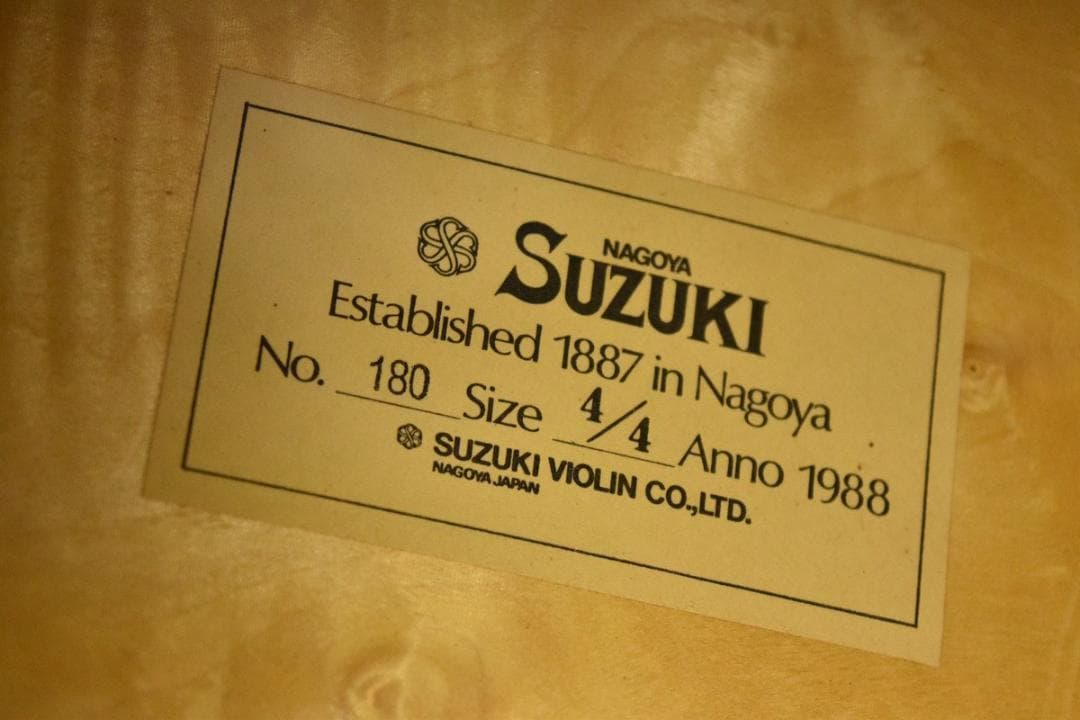 NAGOYA
SUZUKI
Established 1887 in Nagoya
No. 180 Size 4/4 Anno 1988
SUZUKI VIOLIN CO.,LTD.
NAGOYA JAPAN